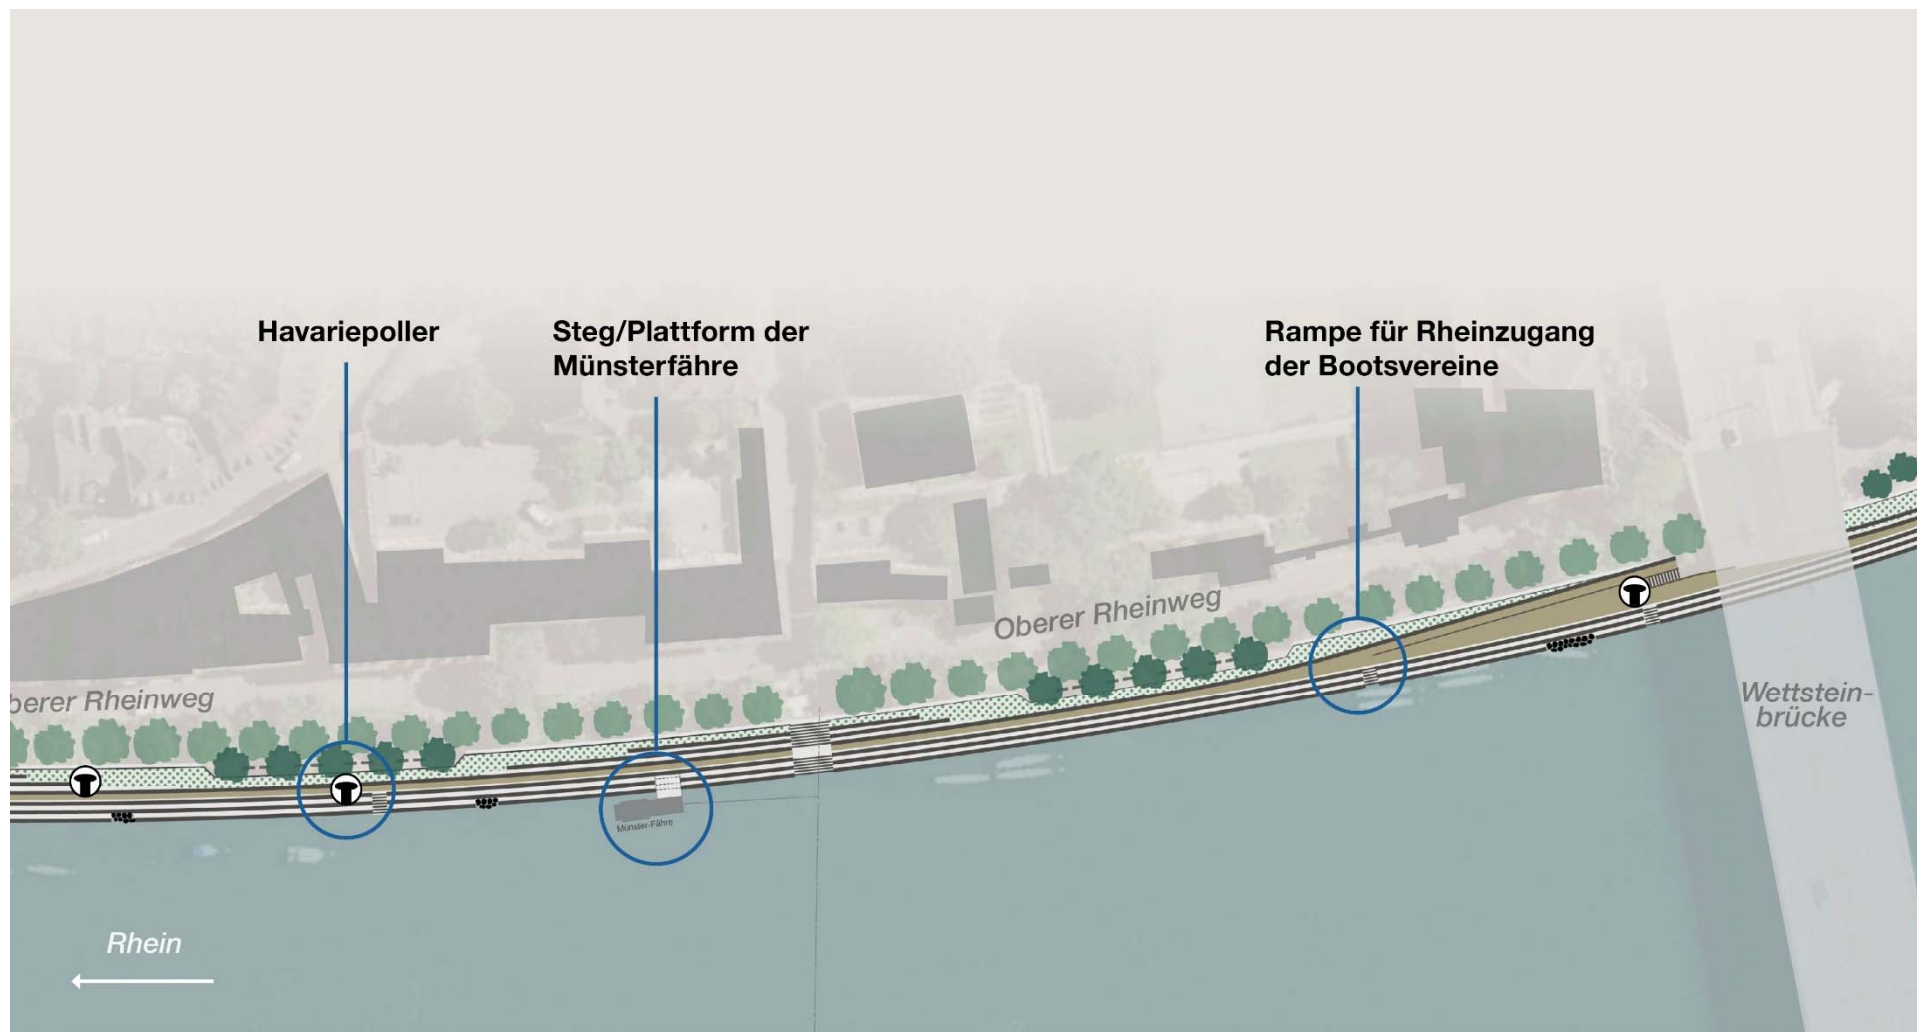 Havariepoller
Steg/Plattform der
Münsterfähre
Rampe für Rheinzugang
der Bootsvereine
Oberer Rheinweg
berer Rheinweg
Wettstein-
brücke
Münster-Fähre
Rhein